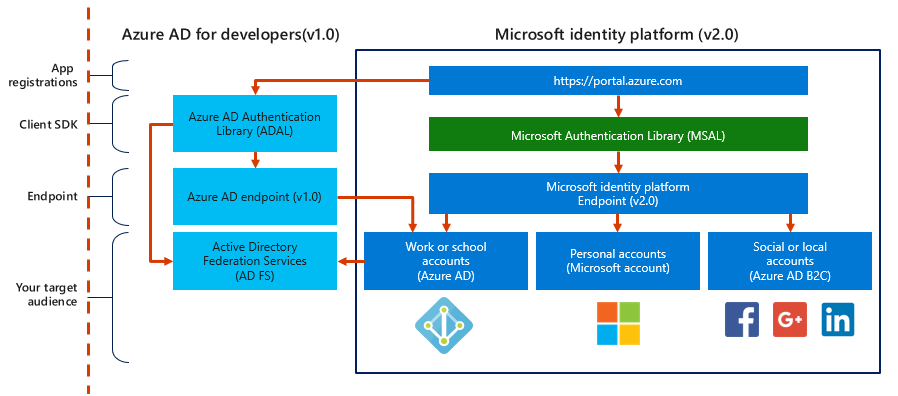 Azure AD for developers(v1.0)
Microsoft identity platform (v2.0)
App
registrations
https://portal.azure.com
Client SDK
Azure AD Authentication
Library (ADAL)
Microsoft Authentication Library (MSAL)
Endpoint
Azure AD endpoint (v1.0)
Microsoft identity platform
Endpoint (v2.0)
Your target
audience
Active Directory
Federation Services
(AD FS)
Work or school
accounts
(Azure AD)
Personal accounts
(Microsoft account)
Social or local
accounts
(Azure AD B2C)
f
G+
in